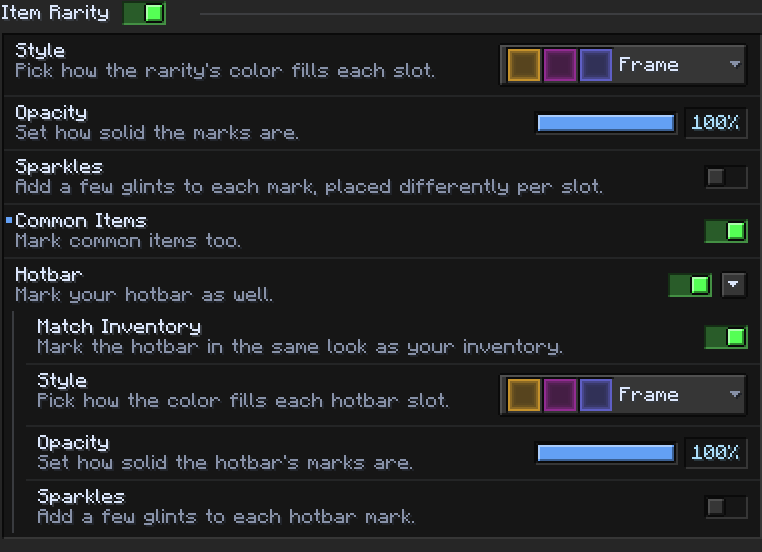 Item Rarity
Style
Pick how the rarity's color fills each slot.
Frame
Opacity
Set how solid the marks are.
100%
Sparkles
Add a few glints to each mark, placed differently per slot.
Common Items
Mark common items too.
Hotbar
Mark your hotbar as well.
Match Inventory
Mark the hotbar in the same look as your inventory.
Style
Pick how the color fills each hotbar slot.
Frame
Opacity
Set how solid the hotbar's marks are.
100%
Sparkles
Add a few glints to each hotbar mark.